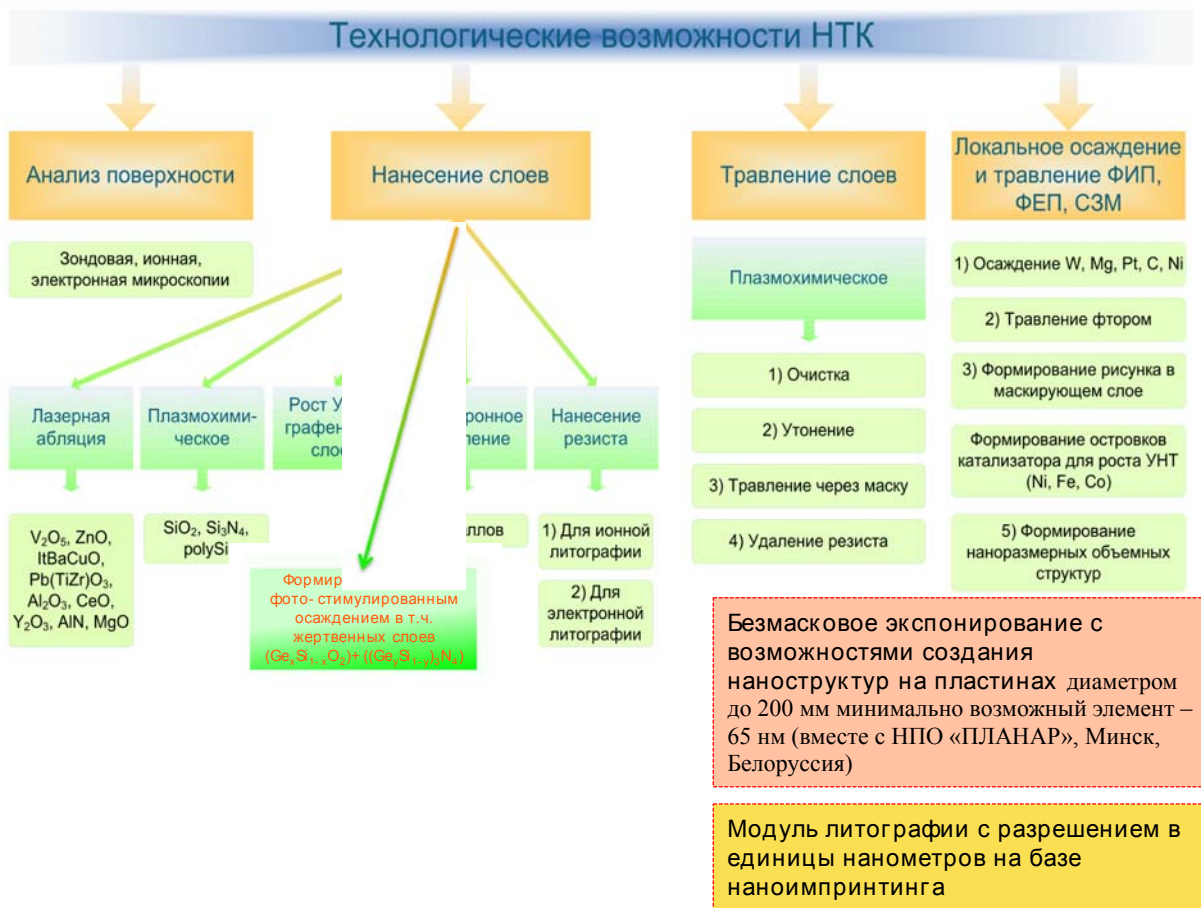 Технологические возможности НТК
Анализ поверхности
Зондовая, ионная,
электронная микроскопии
Нанесение слоев
Лазерная
абляция
V₂O₅, ZnO,
ItBaCuO,
Pb(TiZr)O₃,
Al₂O₃, CeO,
Y₂O₃, AlN, MgO
Плазмохими-
ческое
SiO₂, Si₃N₄,
polySi
Рост У
графен
сло
фото- стимулированным
осаждением в т.ч.
жертвенных слоев
(GeₓSi₁₋ₓO₂)+ ((GeᵧSi₁₋ᵧ)₃N₄)
ронное
ление
ллов
Нанесение
резиста
1) Для ионной
литографии
2) Для
электронной
литографии
Травление слоев
Плазмохимическое
1) Очистка
2) Утонение
3) Травление через маску
4) Удаление резиста
Локальное осаждение
и травление ФИП,
ФЕП, СЗМ
1) Осаждение W, Mg, Pt, C, Ni
2) Травление фтором
3) Формирование рисунка в
маскирующем слое
Формирование островков
катализатора для роста УНТ
(Ni, Fe, Co)
5) Формирование
наноразмерных объемных
структур
Безмасковое экспонирование с
возможностями создания
наноструктур на пластинах диаметром
до 200 мм минимально возможный элемент –
65 nм (вместе с НПО «ПЛАНАР», Минск,
Белоруссия)
Модуль литографии с разрешением в
единицы нанометров на базе
наноимпринтинга